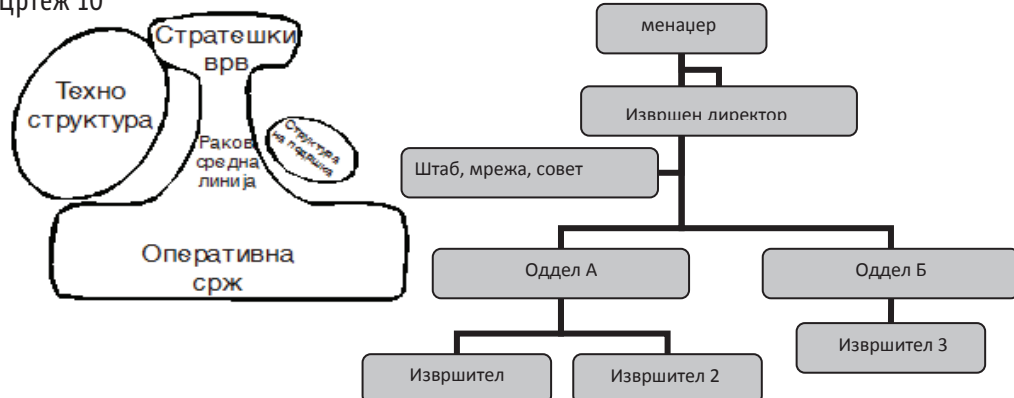 Цртеж 10
Стратешки
врв
Техно
структура
Раков
средна
линија
Структура
на подршка
Оперативна
срж
менаџер
Извршен директор
Штаб, мрежа, совет
Оддел А
Оддел Б
Извршител
Извршител 2
Извршител 3